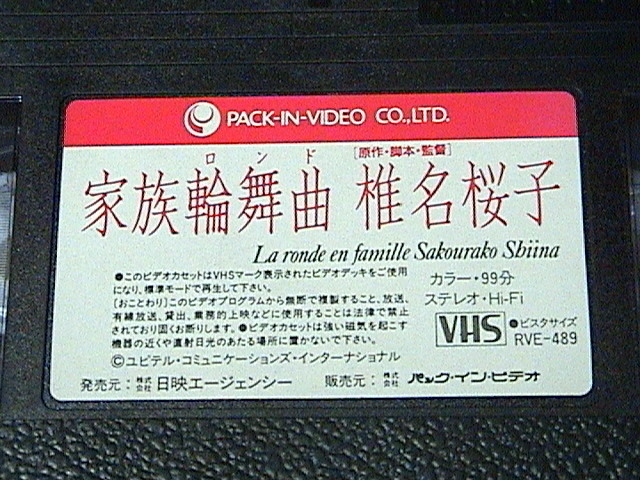 PACK-IN-VIDEO CO.,LTD.
ロンド [原作・脚本・監督]
家族輪舞曲 椎名桜子
La ronde en famille Sakourako Shiina
●このビデオカセットはVHSマーク表示されたビデオデッキをご使用
になり、標準モードで再生して下さい。
[おことわり]このビデオプログラムから無断で複製すること、放送、
有線放送、貸出、業務的上映などに使用することは法律で禁止
されており固くお断りします。●ビデオカセットは強い磁気を起こす
機器の近くや直射日光のあたる場所に置かないで下さい。
カラー・99分
ステレオ・Hi-Fi
VHS ●ビスタサイズ
RVE-489
©ユピテル・コミュニケーションズ・インターナショナル
発売元：株式会社日映エージェンシー 販売元：株式会社パック・イン・ビデオ